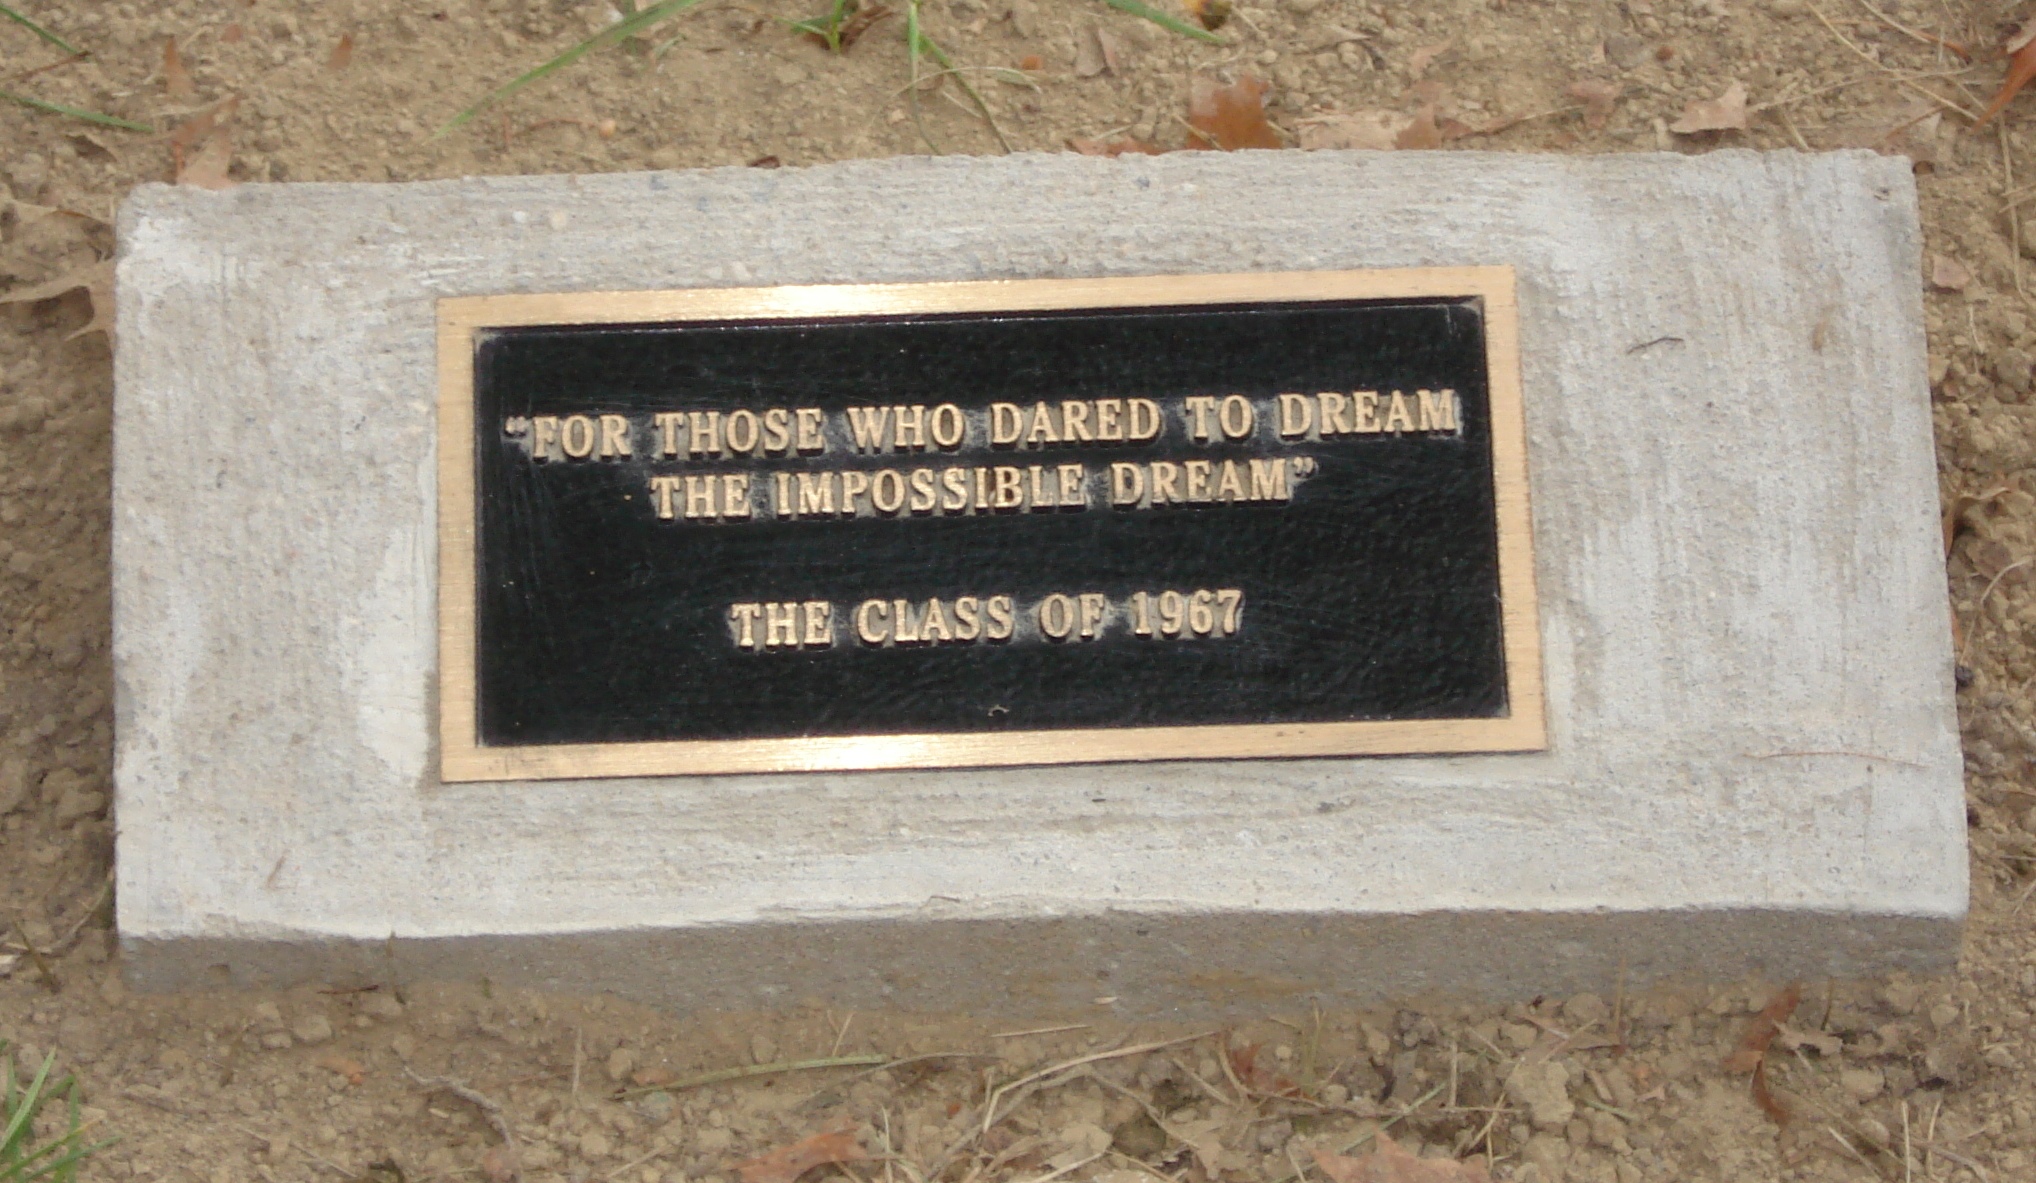 “FOR THOSE WHO DARED TO DREAM
THE IMPOSSIBLE DREAM”
THE CLASS OF 1967